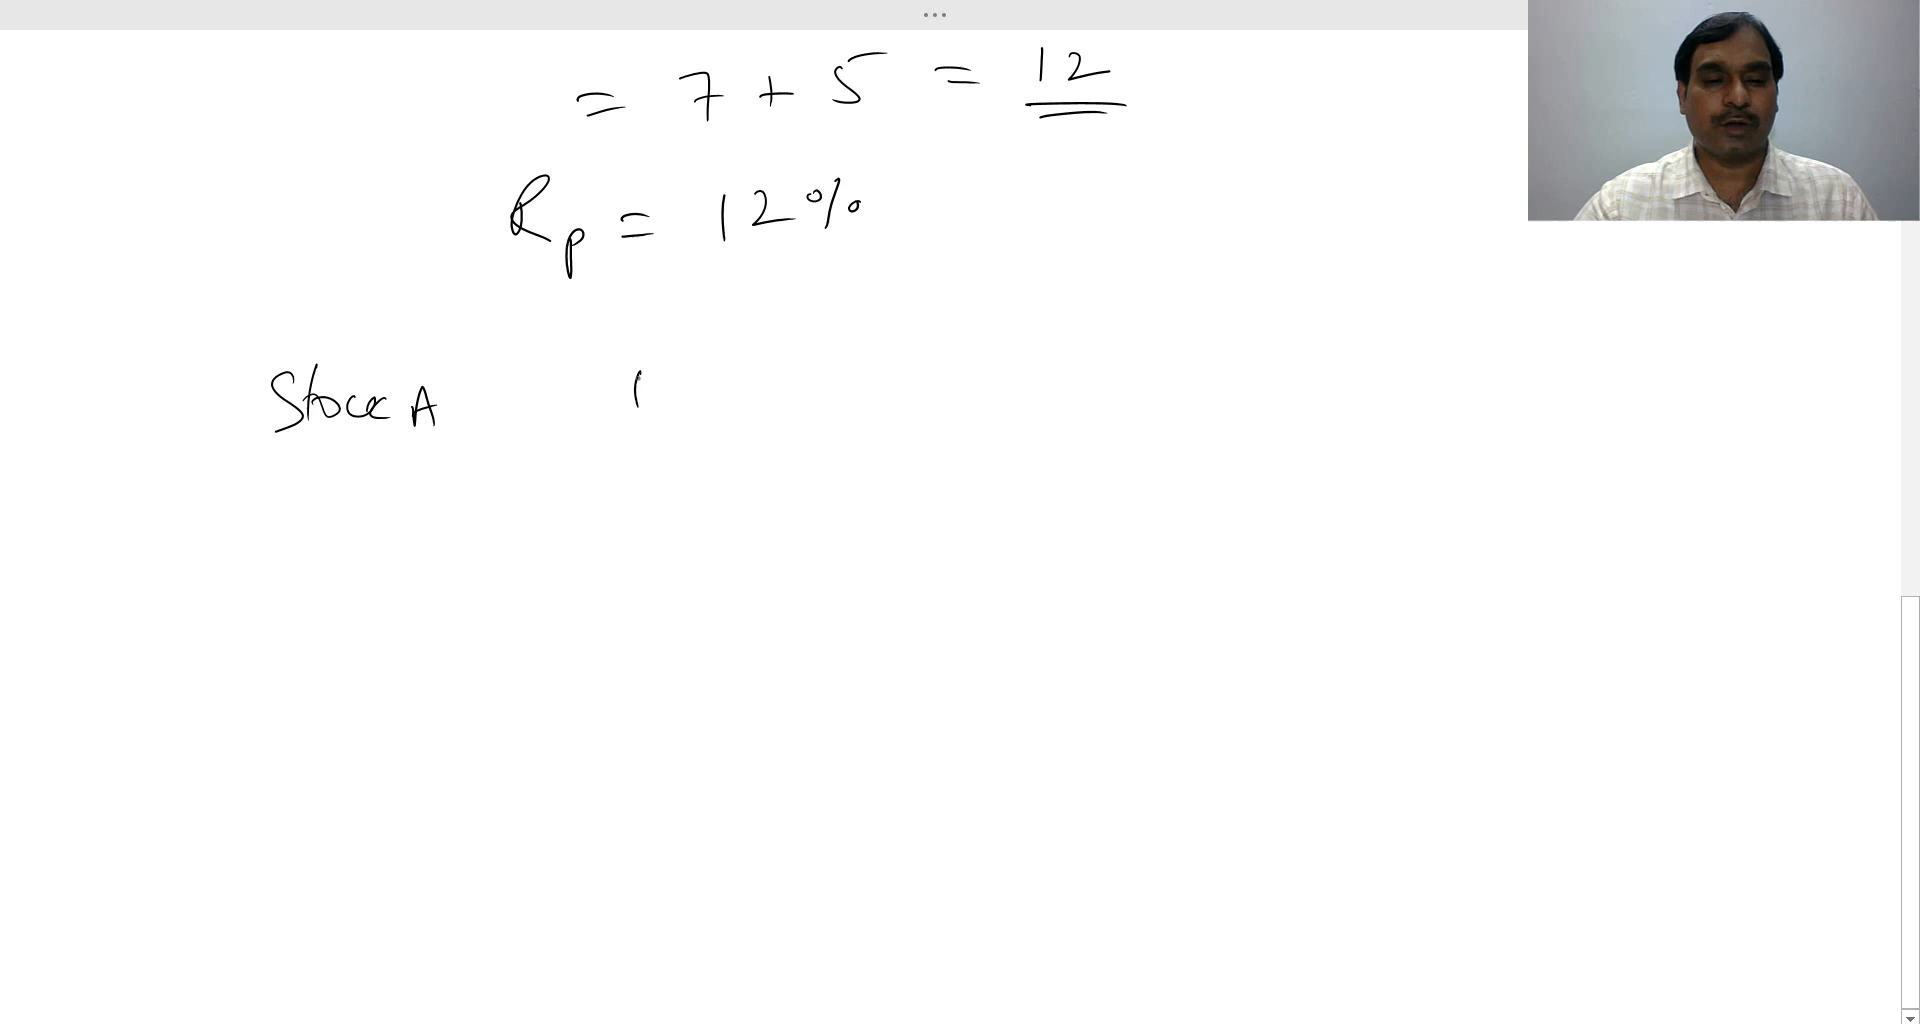 = 7 + 5 = 12
Rp = 12%
Stock A